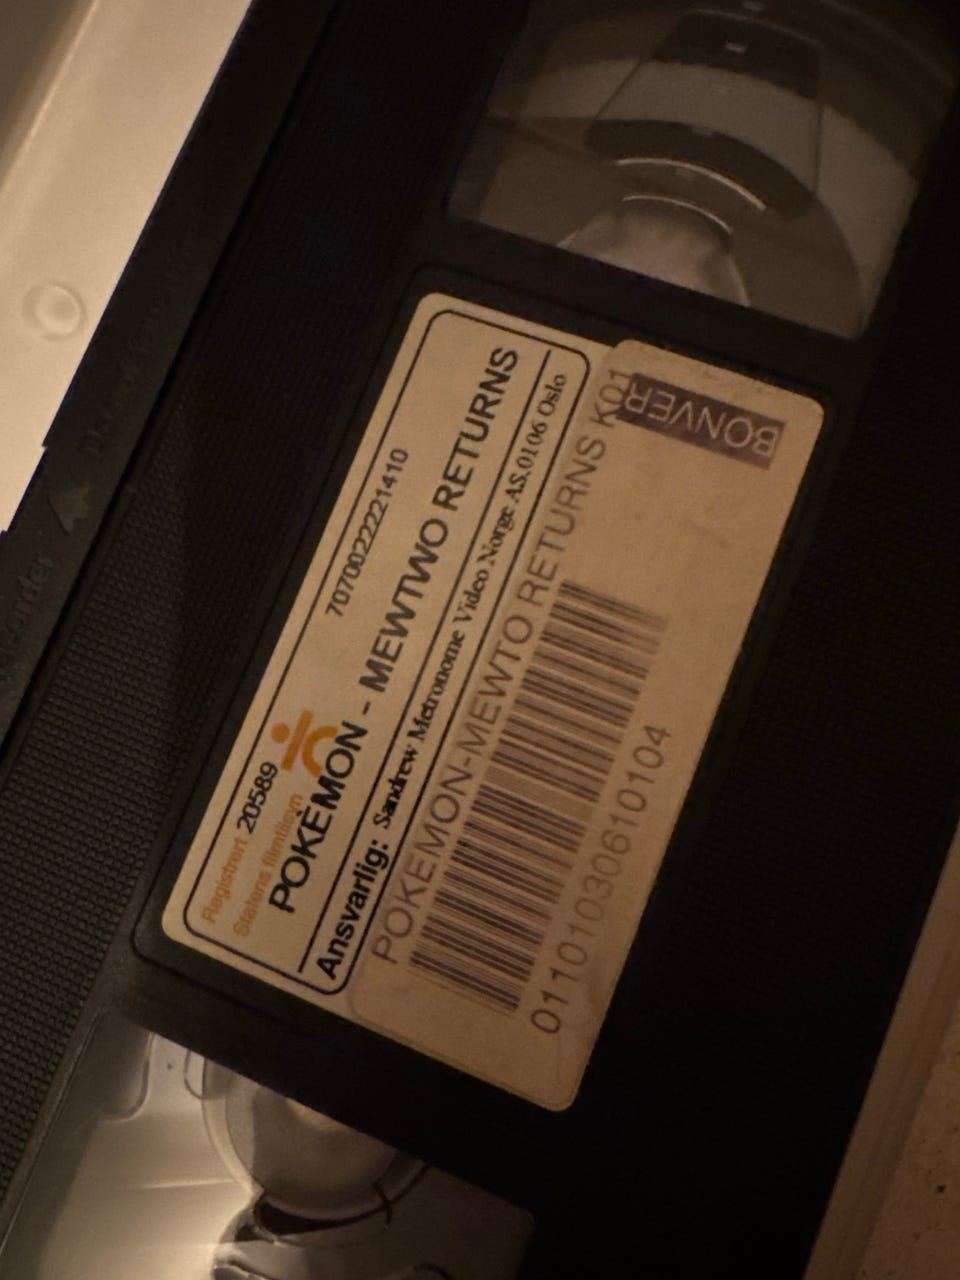 Registrert 20589
Statens filmtilsyn
7070022221410
POKÈMON - MEWTWO RETURNS
Ansvarlig: Sandrew Metronome Video Norge AS.0106 Oslo
POKEMON-MEWTO RETURNS K01
BONVER
01101030610104